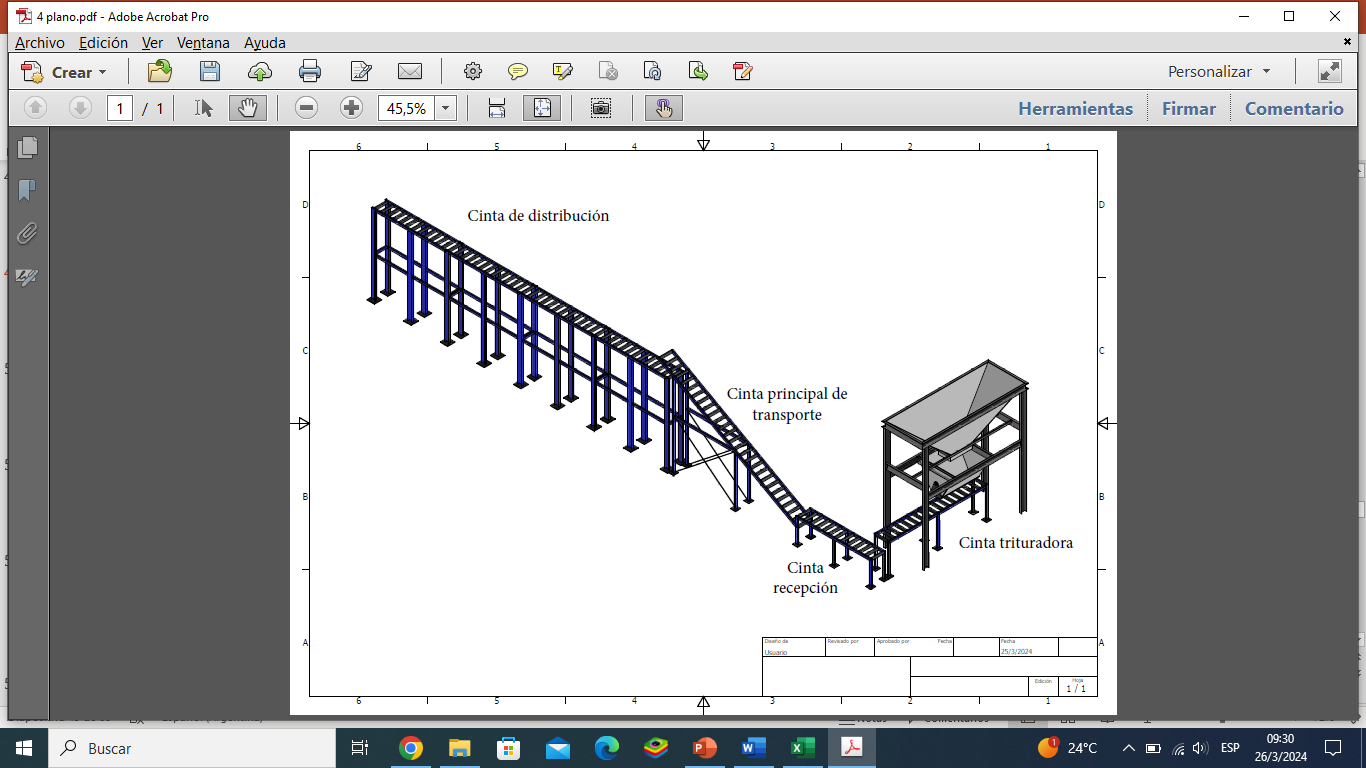 4 plano.pdf - Adobe Acrobat Pro
Archivo Edición Ver Ventana Ayuda
Crear
Personalizar
1 / 1
45,5%
Herramientas Firmar Comentario
6 5 4 3 2 1
D D
Cinta de distribución
C C
Cinta principal de
transporte
B B
Cinta trituradora
Cinta
recepción
A A
Diseño de Revisado por Aprobado por Fecha Fecha
Usuario 25/3/2024
Edición Hoja
1 / 1
6 5 4 3 2 1
Buscar
1
24°C
ESP
09:30
26/3/2024